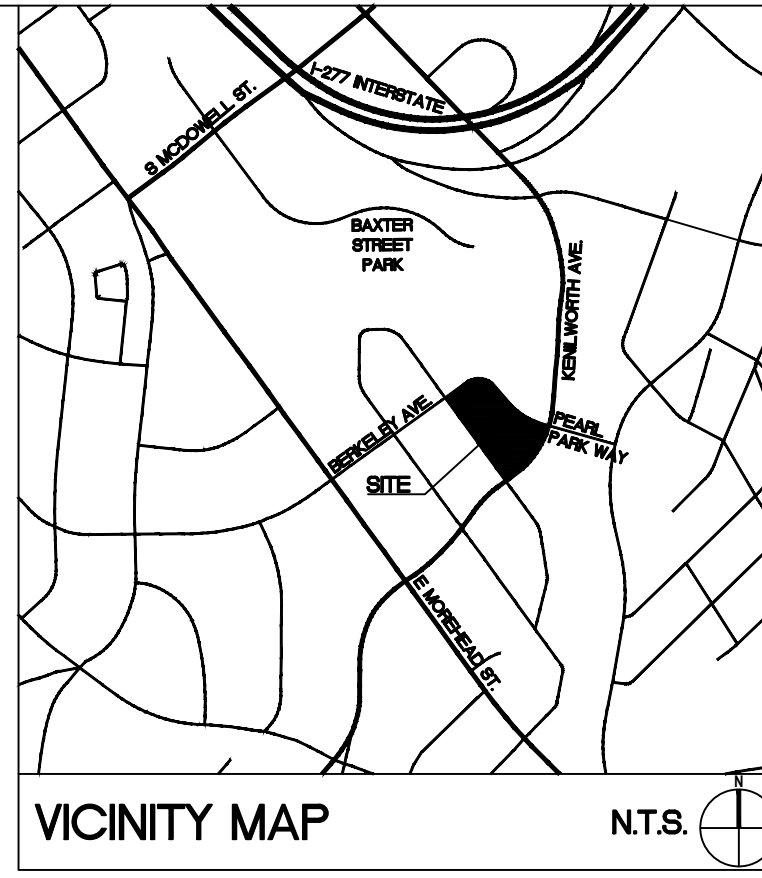 I-277 INTERSTATE
S MCDOWELL ST.
BAXTER
STREET
PARK
KENILWORTH AVE.
BERKELEY AVE.
PEARL
PARK WAY
SITE
E MOREHEAD ST.
VICINITY MAP
N.T.S.
N